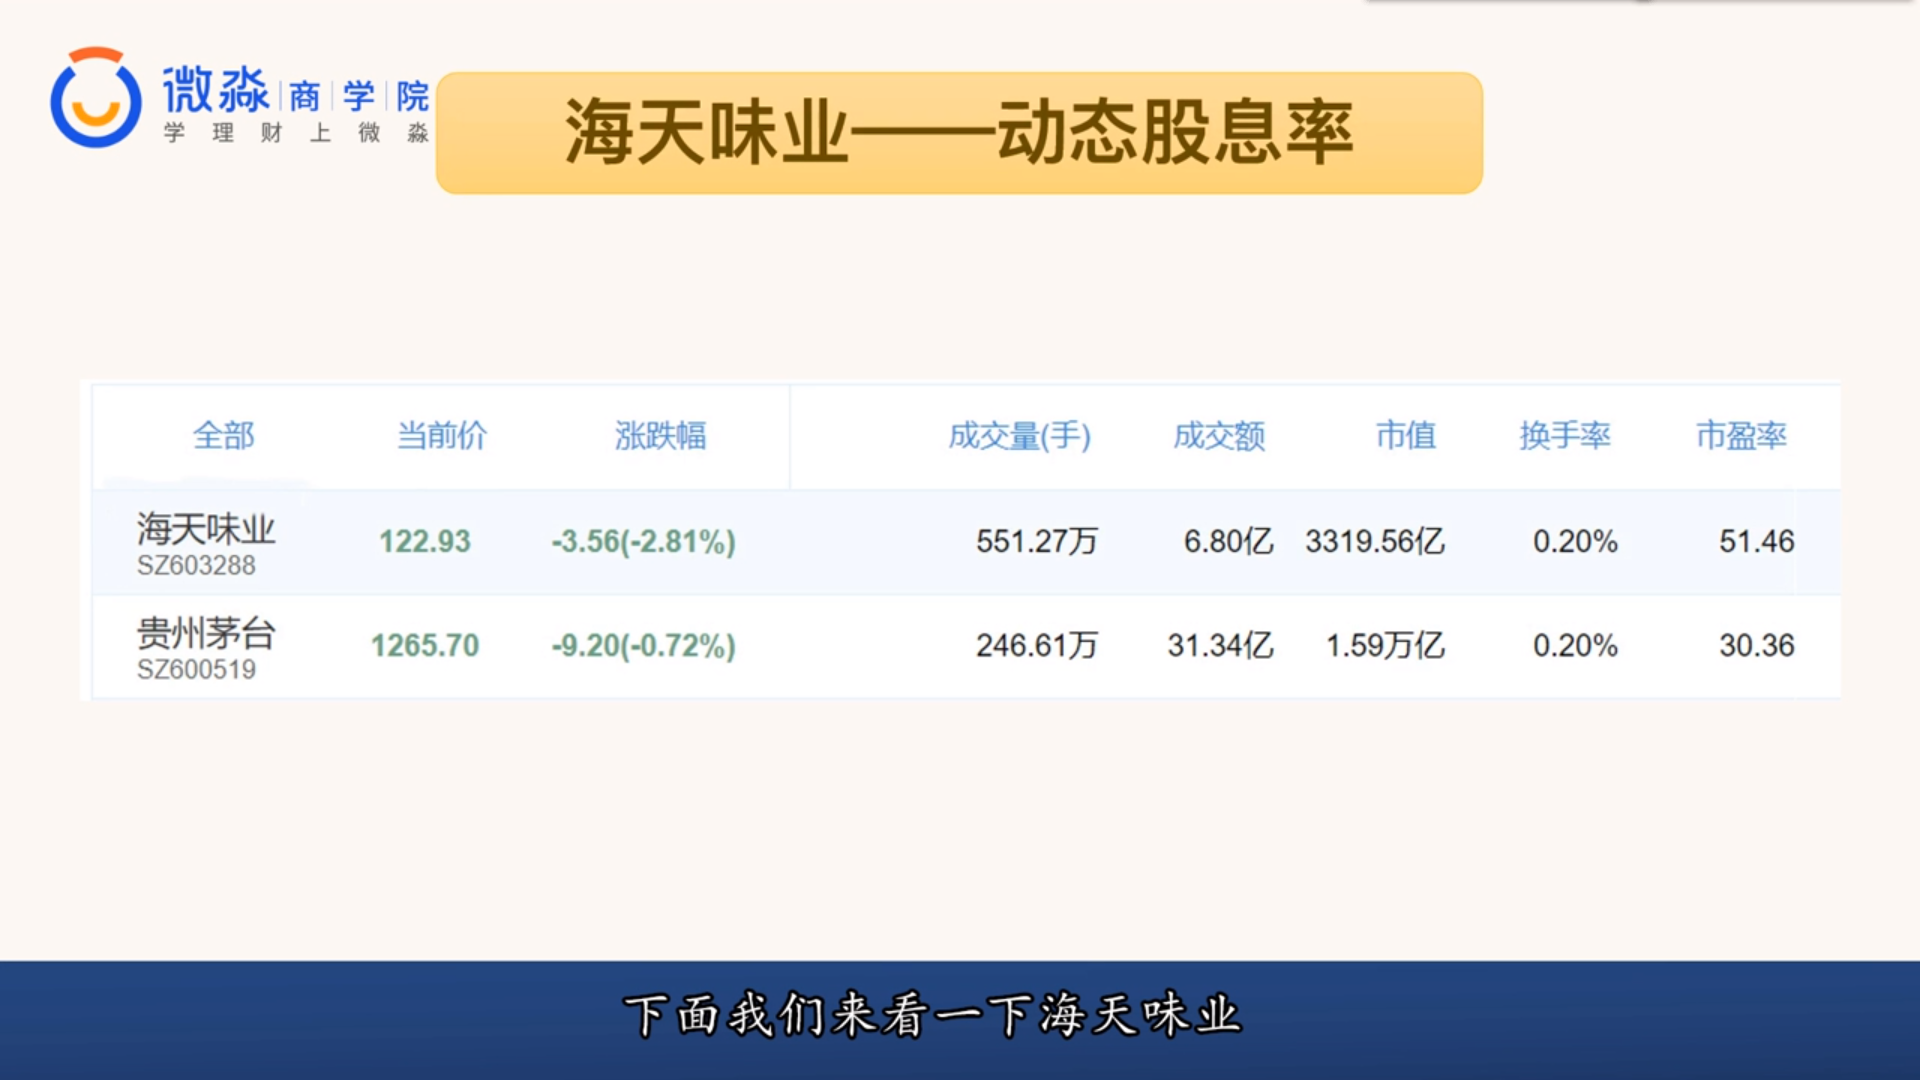 微淼商学院
学理财上微淼
海天味业——动态股息率
全部 当前价 涨跌幅 成交量(手) 成交额 市值 换手率 市盈率
海天味业 122.93 -3.56(-2.81%) 551.27万 6.80亿 3319.56亿 0.20% 51.46
SZ603288
贵州茅台 1265.70 -9.20(-0.72%) 246.61万 31.34亿 1.59万亿 0.20% 30.36
SZ600519
下面我们来看一下海天味业